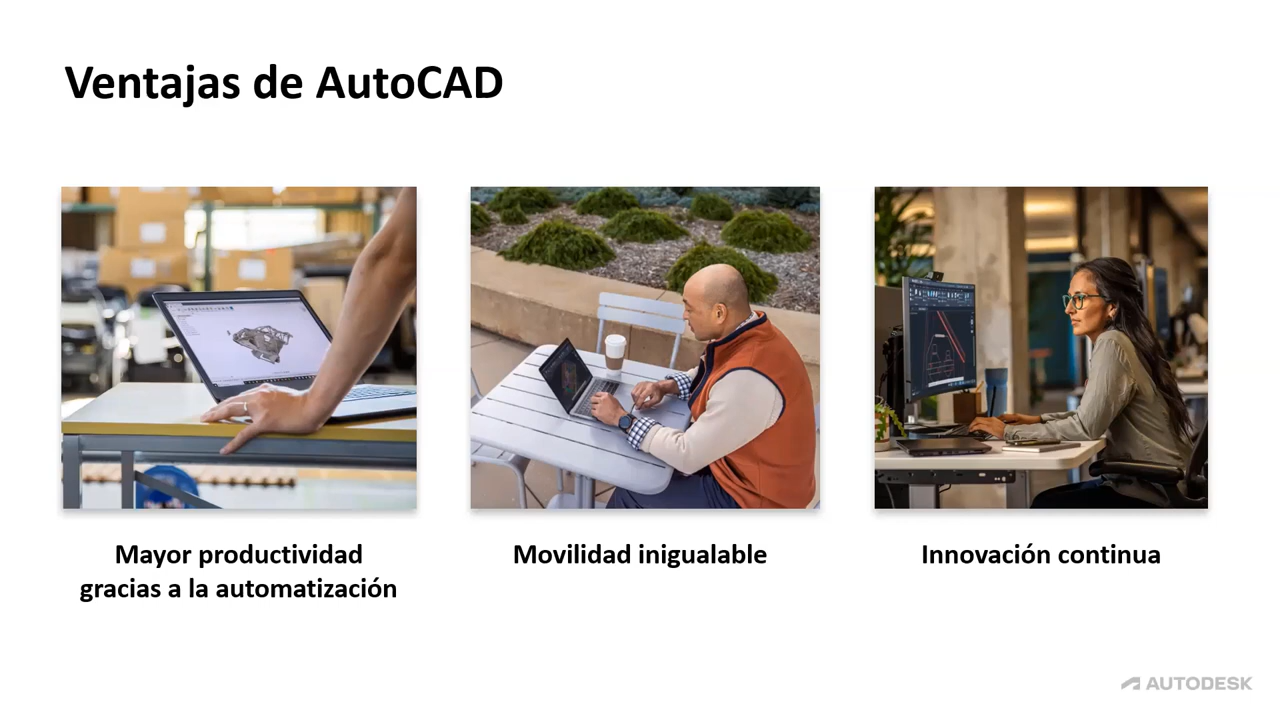 Ventajas de AutoCAD
Mayor productividad
gracias a la automatización
Movilidad inigualable
Innovación continua
AUTODESK